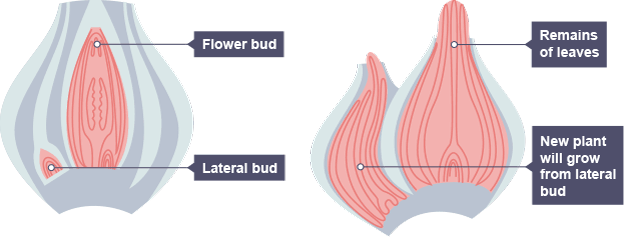 Flower bud
Lateral bud
Remains
of leaves
New plant
will grow
from lateral
bud